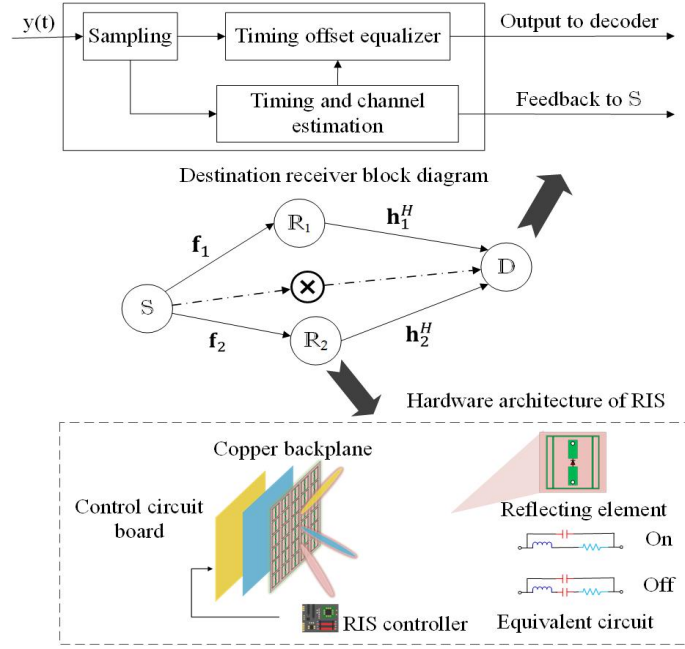 y(t)
Sampling
Timing offset equalizer
Output to decoder
Timing and channel
estimation
Feedback to 𝕊
Destination receiver block diagram
ℝ₁
𝐡₁ᴴ
𝐟₁
𝔻
𝕊
𝐟₂
ℝ₂
𝐡₂ᴴ
Hardware architecture of RIS
Copper backplane
Control circuit
board
Reflecting element
On
Off
RIS controller
Equivalent circuit